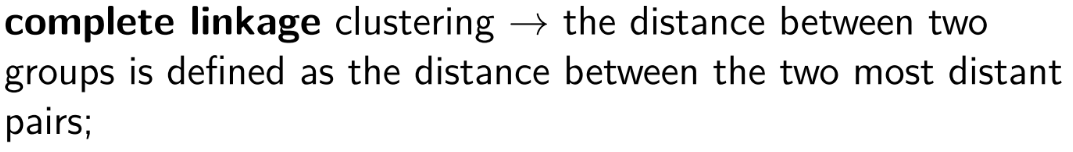 complete linkage clustering → the distance between two
groups is defined as the distance between the two most distant
pairs;